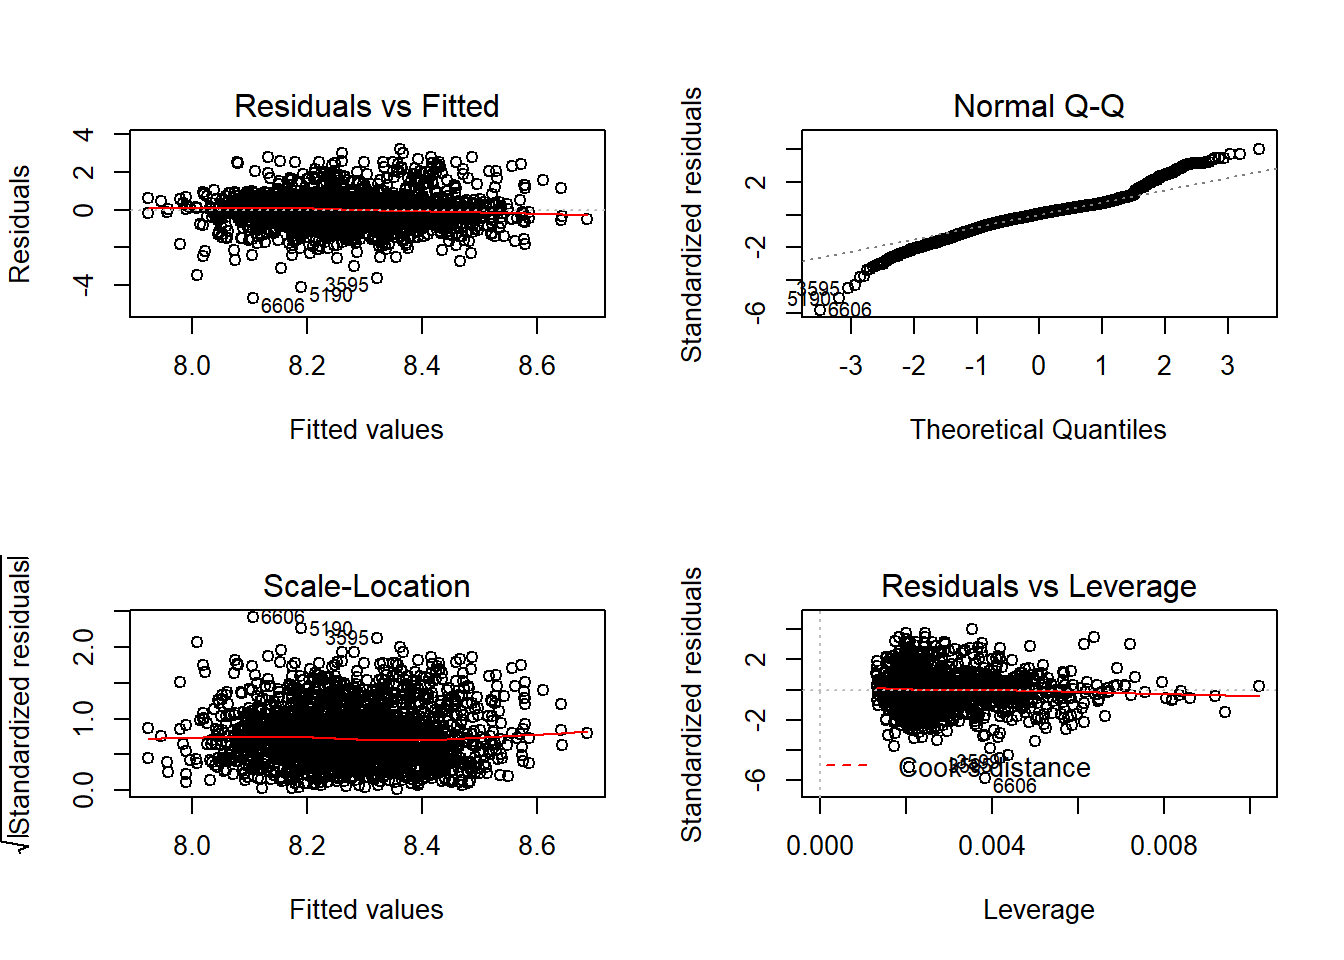 Residuals vs Fitted
Residuals
4
2
0
-4
3595
5190
6606
8.0 8.2 8.4 8.6
Fitted values
Normal Q-Q
Standardized residuals
2
-2
-6
3595
5190
6606
-3 -2 -1 0 1 2 3
Theoretical Quantiles
Scale-Location
√|Standardized residuals|
2.0
1.0
0.0
6606
5190
3595
8.0 8.2 8.4 8.6
Fitted values
Residuals vs Leverage
Standardized residuals
2
-2
-6
Cook's distance
6606
0.000 0.004 0.008
Leverage